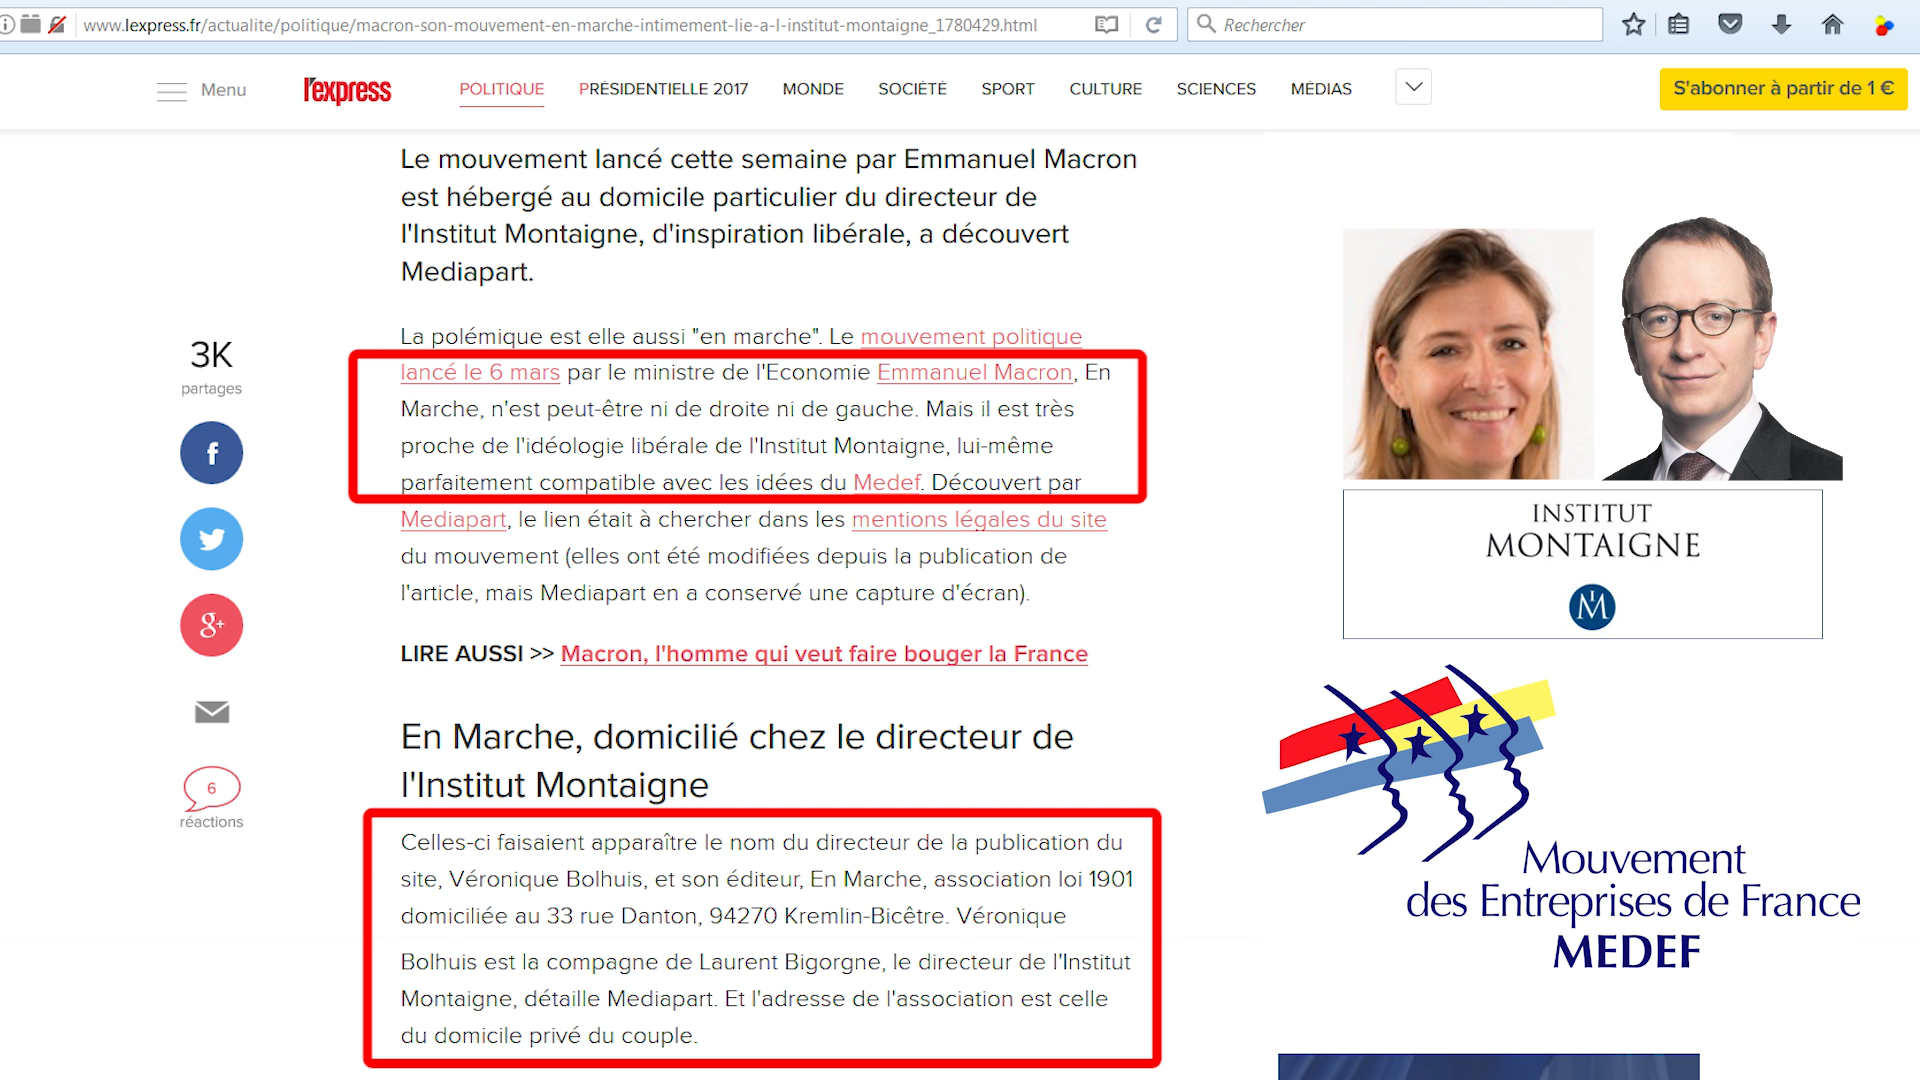 www.lexpress.fr/actualite/politique/macron-son-mouvement-en-marche-intimement-lie-a-l-institut-montaigne_1780429.html
Rechercher
Menu
l'express
POLITIQUE
PRÉSIDENTIELLE 2017
MONDE
SOCIÉTÉ
SPORT
CULTURE
SCIENCES
MÉDIAS
S'abonner à partir de 1 €
Le mouvement lancé cette semaine par Emmanuel Macron
est hébergé au domicile particulier du directeur de
l'Institut Montaigne, d'inspiration libérale, a découvert
Mediapart.
3K
partages
f
g+
6
réactions
La polémique est elle aussi "en marche". Le mouvement politique
lancé le 6 mars par le ministre de l'Economie Emmanuel Macron, En
Marche, n'est peut-être ni de droite ni de gauche. Mais il est très
proche de l'idéologie libérale de l'Institut Montaigne, lui-même
parfaitement compatible avec les idées du Medef. Découvert par
Mediapart, le lien était à chercher dans les mentions légales du site
du mouvement (elles ont été modifiées depuis la publication de
l'article, mais Mediapart en a conservé une capture d'écran).
LIRE AUSSI >> Macron, l'homme qui veut faire bouger la France
En Marche, domicilié chez le directeur de
l'Institut Montaigne
Celles-ci faisaient apparaître le nom du directeur de la publication du
site, Véronique Bolhuis, et son éditeur, En Marche, association loi 1901
domiciliée au 33 rue Danton, 94270 Kremlin-Bicêtre. Véronique
Bolhuis est la compagne de Laurent Bigorgne, le directeur de l'Institut
Montaigne, détaille Mediapart. Et l'adresse de l'association est celle
du domicile privé du couple.
INSTITUT
MONTAIGNE
IM
Mouvement
des Entreprises de France
MEDEF